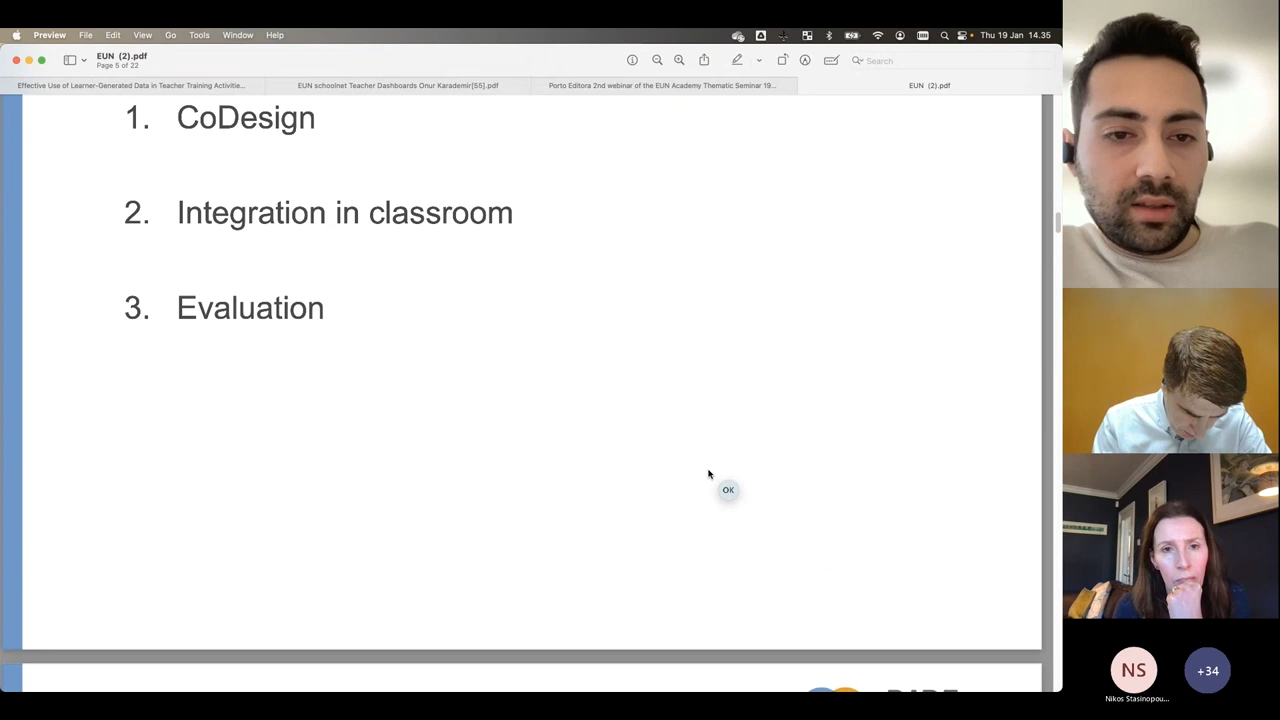 Preview File Edit View Go Tools Window Help Thu 19 Jan 14.35
EUN (2).pdf
Page 5 of 22
Search
Effective Use of Learner-Generated Data in Teacher Training Activitie... EUN schoolnet Teacher Dashboards Onur Karademir[55].pdf Porto Editora 2nd webinar of the EUN Academy Thematic Seminar 19... EUN (2).pdf
1. CoDesign
2. Integration in classroom
3. Evaluation
OK
NS
+34
Nikos Stasinopou...